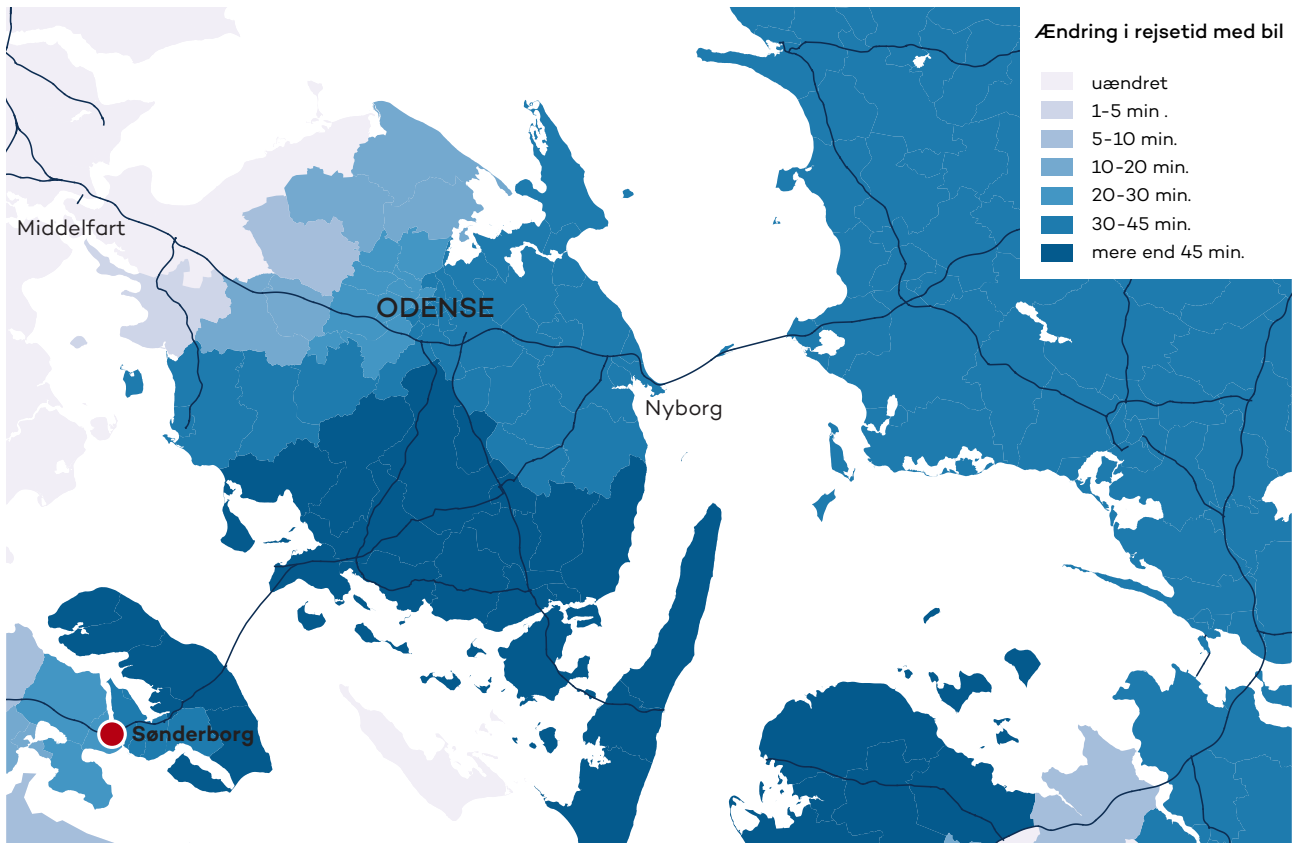 Ændring i rejsetid med bil
uændret
1-5 min .
5-10 min.
10-20 min.
20-30 min.
30-45 min.
mere end 45 min.
Middelfart
ODENSE
Nyborg
Sønderborg